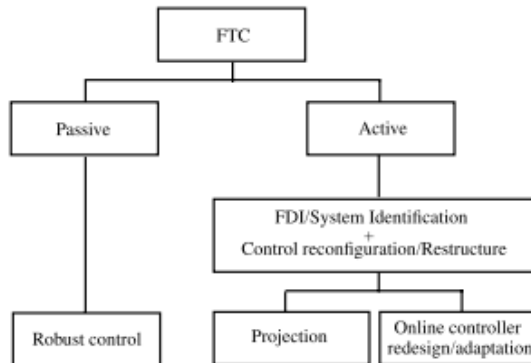 FTC
Passive
Active
FDI/System Identification
+
Control reconfiguration/Restructure
Robust control
Projection
Online controller
redesign/adaptation